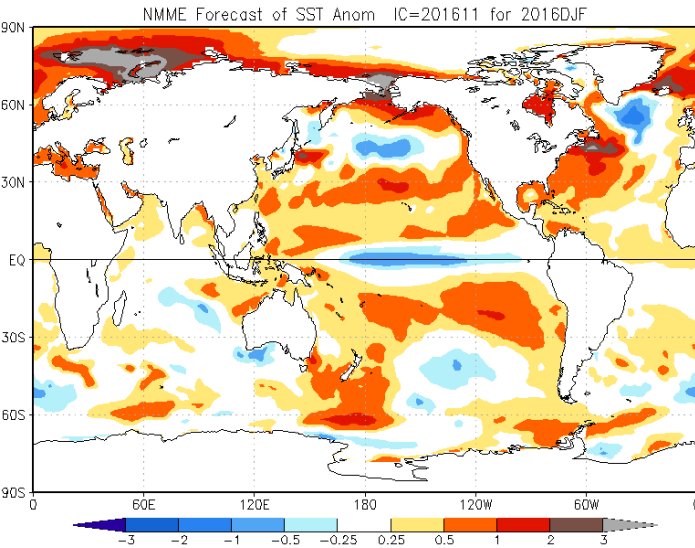 NMME Forecast of SST Anom IC=201611 for 2016DJF
90N
60N
30N
EQ
30S
60S
90S
0 60E 120E 180 120W 60W 0
-3 -2 -1 -0.5 -0.25 0.25 0.5 1 2 3